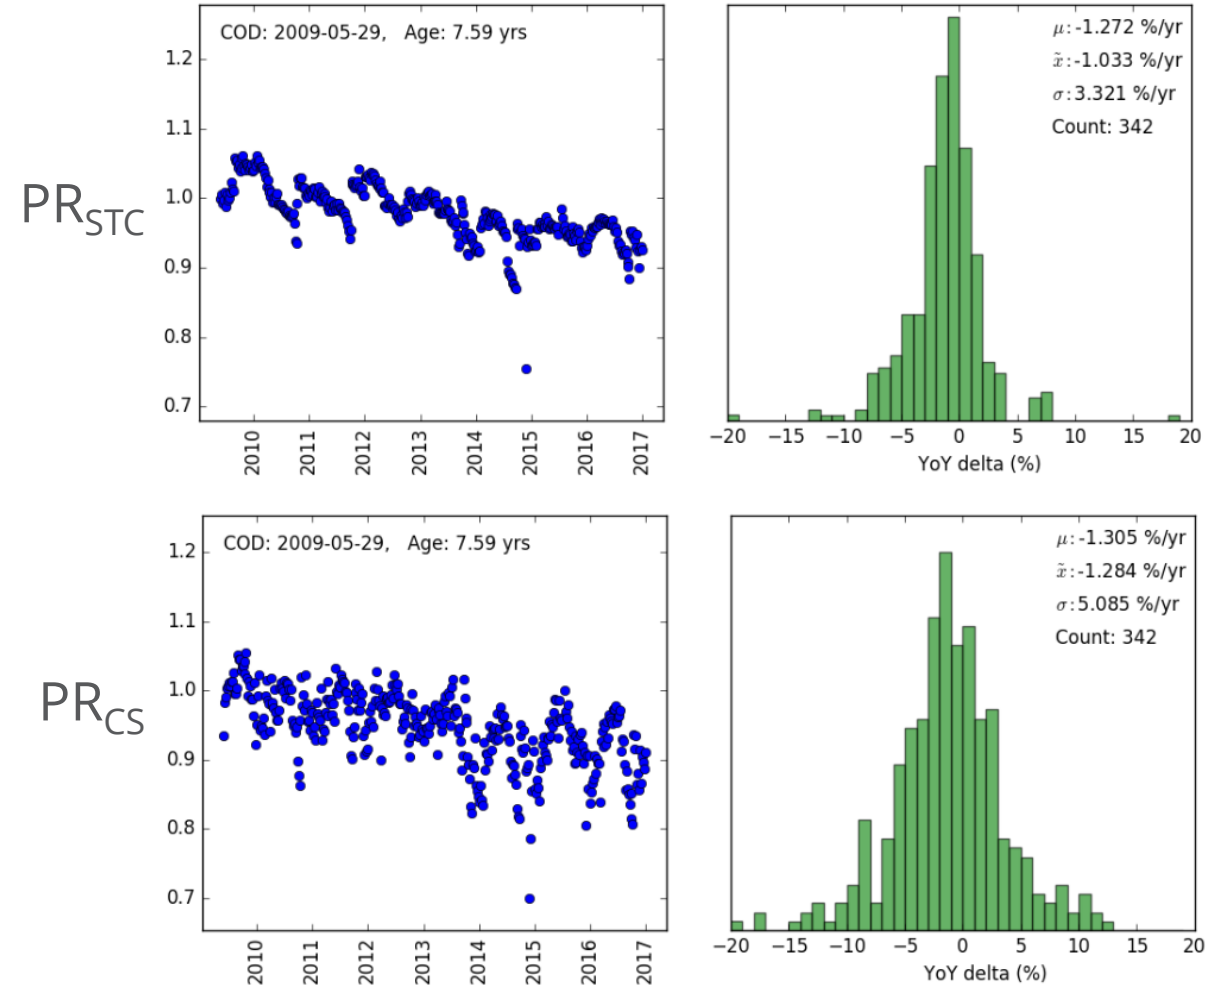 COD: 2009-05-29, Age: 7.59 yrs
1.2
1.1
1.0
0.9
0.8
0.7
2010 2011 2012 2013 2014 2015 2016 2017
PR_STC
μ: -1.272 %/yr
x̃: -1.033 %/yr
σ: 3.321 %/yr
Count: 342
−20 −15 −10 −5 0 5 10 15 20
YoY delta (%)
COD: 2009-05-29, Age: 7.59 yrs
1.2
1.1
1.0
0.9
0.8
0.7
2010 2011 2012 2013 2014 2015 2016 2017
PR_CS
μ: -1.305 %/yr
x̃: -1.284 %/yr
σ: 5.085 %/yr
Count: 342
−20 −15 −10 −5 0 5 10 15 20
YoY delta (%)